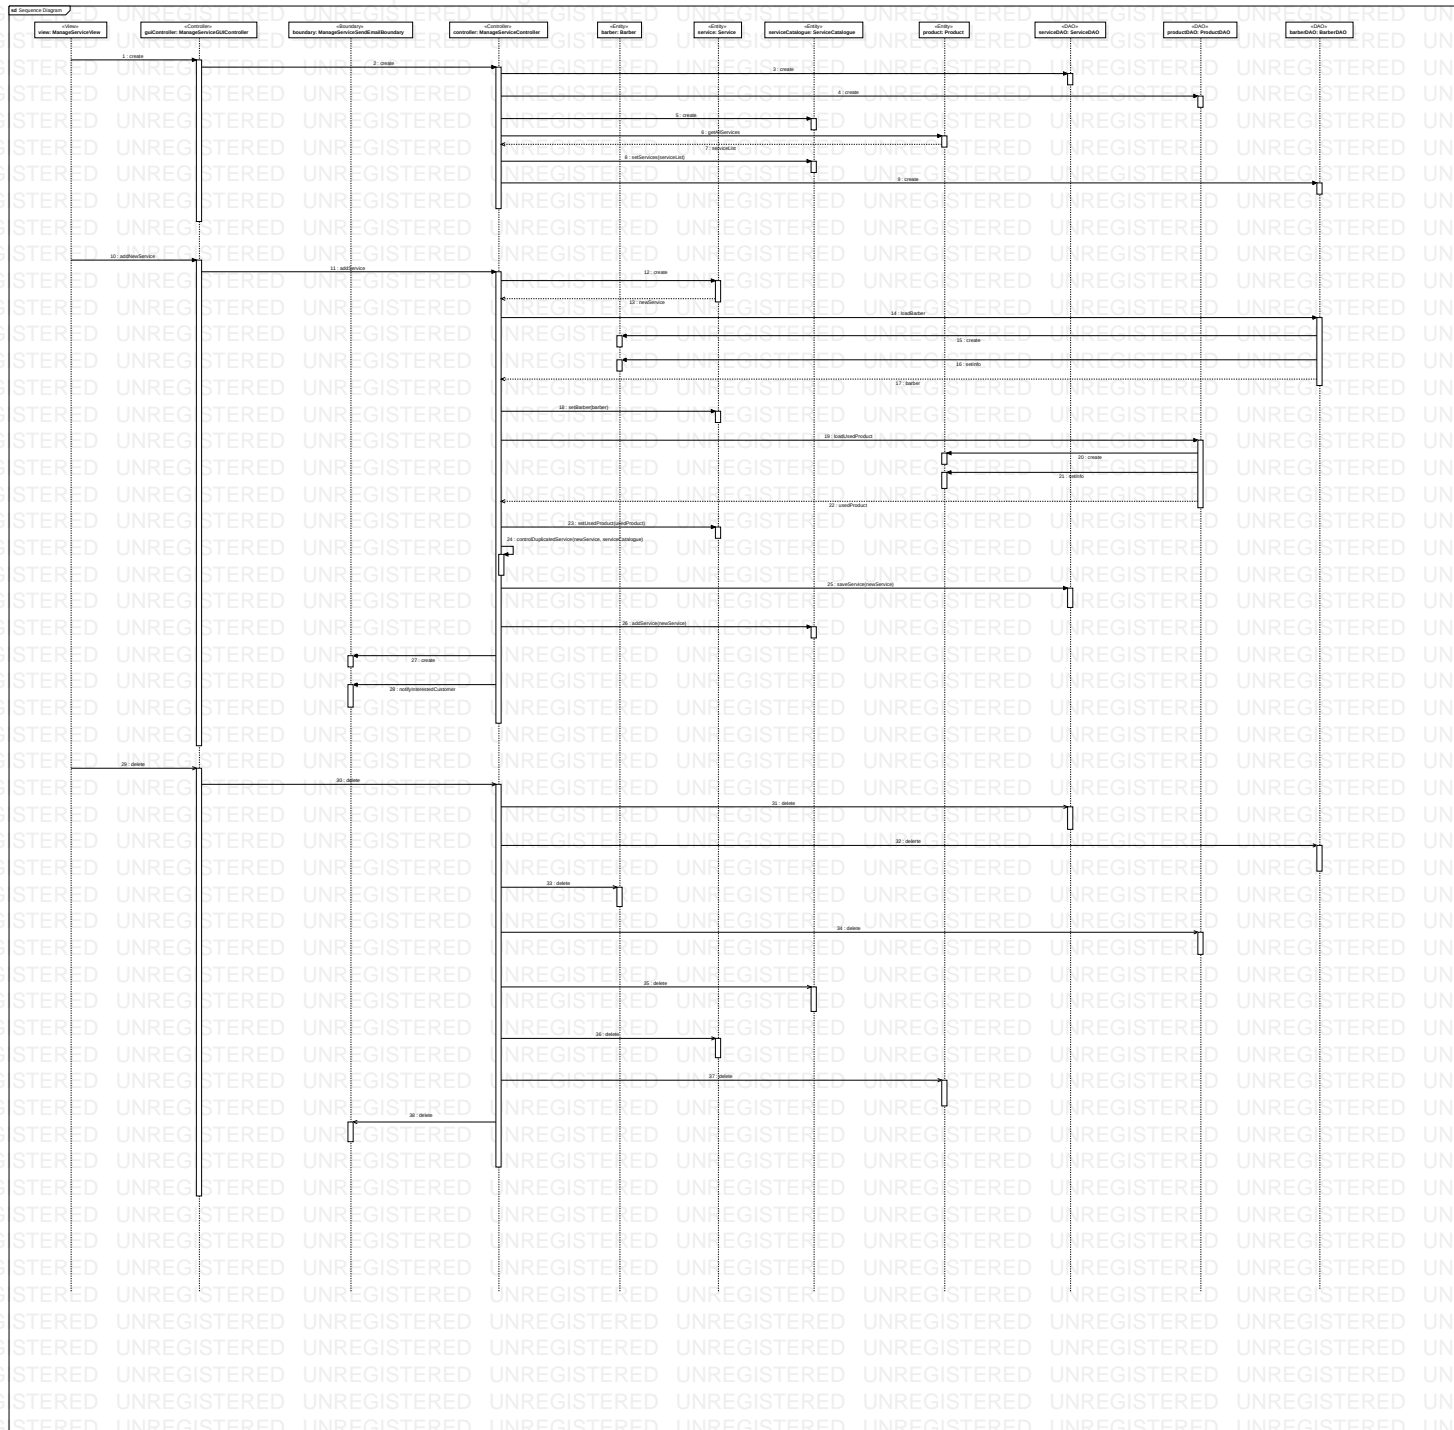 sd Sequence Diagram
«View»
view: ManageServiceView
«Controller»
guiController: ManageServiceGUIController
«Boundary»
boundary: ManageServiceSendEmailBoundary
«Controller»
controller: ManageServiceController
«Entity»
barber: Barber
«Entity»
service: Service
«Entity»
serviceCatalogue: ServiceCatalogue
«Entity»
product: Product
«DAO»
serviceDAO: ServiceDAO
«DAO»
productDAO: ProductDAO
«DAO»
barberDAO: BarberDAO
1 : create
2 : create
3 : create
4 : create
5 : create
6 : getAllServices
7 : serviceList
8 : setServices(serviceList)
9 : create
10 : addNewService
11 : addService
12 : create
13 : newService
14 : loadBarber
15 : create
16 : setInfo
17 : barber
18 : setBarber(barber)
19 : loadUsedProduct
20 : create
21 : setInfo
22 : usedProduct
23 : setUsedProduct(usedProduct)
24 : controlDuplicatedService(newService, serviceCatalogue)
25 : saveService(newService)
26 : addService(newService)
27 : create
28 : notifyInterestedCustomer
29 : delete
30 : delete
31 : delete
32 : delerte
33 : delete
34 : delete
35 : delete
36 : delete
37 : delete
38 : delete
UNREGISTERED